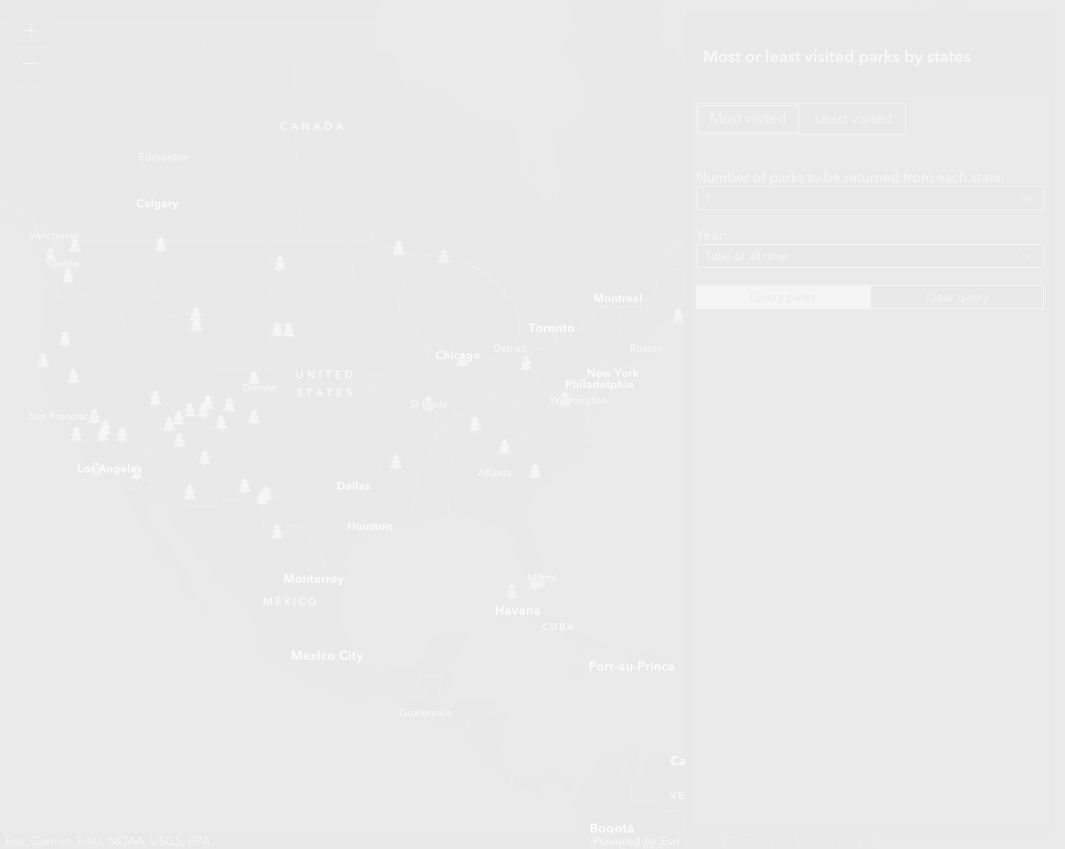 Most or least visited parks by states
Most visited
Least visited
Number of parks to be returned from each state:
1
Year:
Total of all time
Query parks
Clear query
CANADA
Edmonton
Calgary
Vancouver
Seattle
Montreal
Toronto
Detroit
Boston
Chicago
New York
Philadelphia
Washington
UNITED
STATES
Denver
St Louis
San Francisco
Los Angeles
Atlanta
Dallas
Houston
Monterrey
MÉXICO
Miami
Havana
CUBA
Mexico City
Port-au-Prince
Guatemala
Ca
VE
Bogotá
Esri, Garmin, FAO, NOAA, USGS, EPA
Powered by Esri